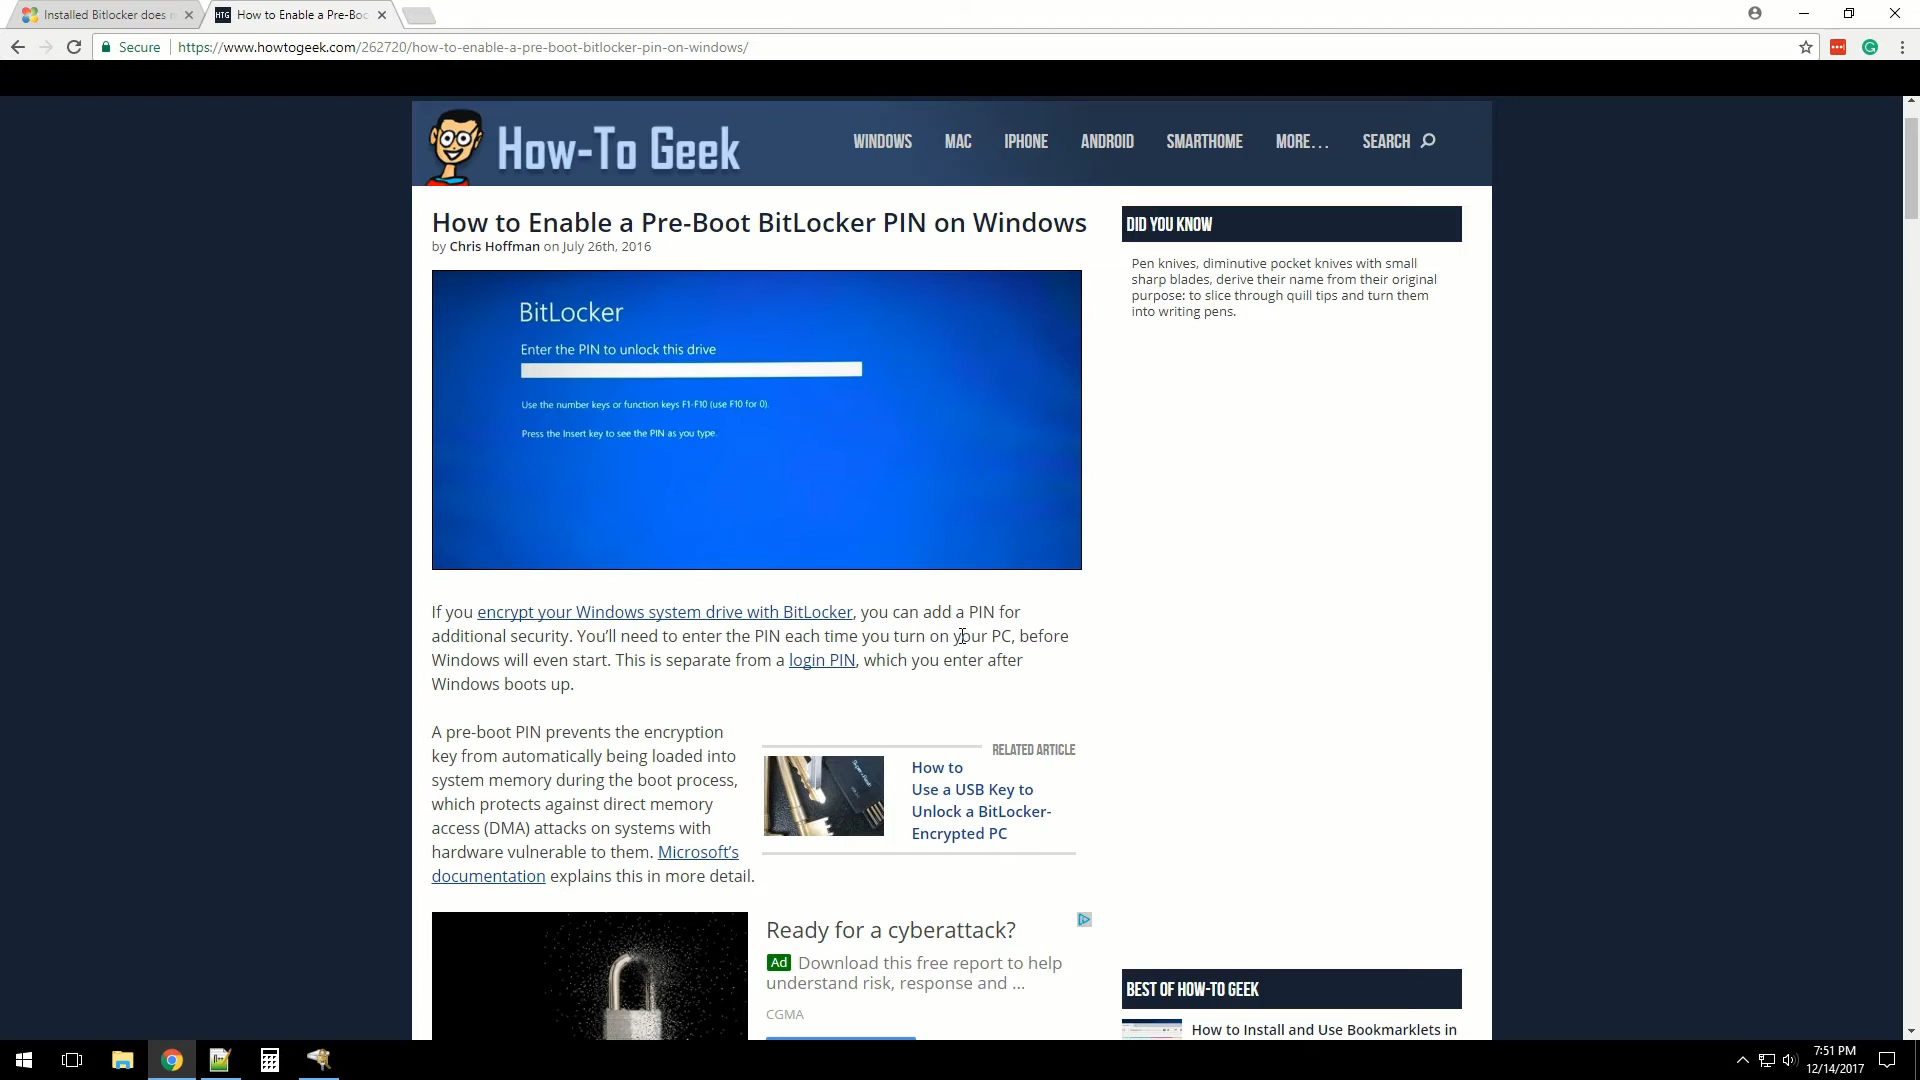 Installed Bitlocker does
How to Enable a Pre-Boo
Secure
https://www.howtogeek.com/262720/how-to-enable-a-pre-boot-bitlocker-pin-on-windows/
How-To Geek
WINDOWS
MAC
IPHONE
ANDROID
SMARTHOME
MORE...
SEARCH
How to Enable a Pre-Boot BitLocker PIN on Windows
by Chris Hoffman on July 26th, 2016
BitLocker
Enter the PIN to unlock this drive
Use the number keys or function keys F1-F10 (use F10 for 0).
Press the Insert key to see the PIN as you type.
DID YOU KNOW
Pen knives, diminutive pocket knives with small
sharp blades, derive their name from their original
purpose: to slice through quill tips and turn them
into writing pens.
If you encrypt your Windows system drive with BitLocker, you can add a PIN for
additional security. You’ll need to enter the PIN each time you turn on your PC, before
Windows will even start. This is separate from a login PIN, which you enter after
Windows boots up.
A pre-boot PIN prevents the encryption
key from automatically being loaded into
system memory during the boot process,
which protects against direct memory
access (DMA) attacks on systems with
hardware vulnerable to them. Microsoft’s
documentation explains this in more detail.
RELATED ARTICLE
How to
Use a USB Key to
Unlock a BitLocker-
Encrypted PC
Ready for a cyberattack?
Ad Download this free report to help
understand risk, response and ...
CGMA
BEST OF HOW-TO GEEK
How to Install and Use Bookmarklets in
7:51 PM
12/14/2017